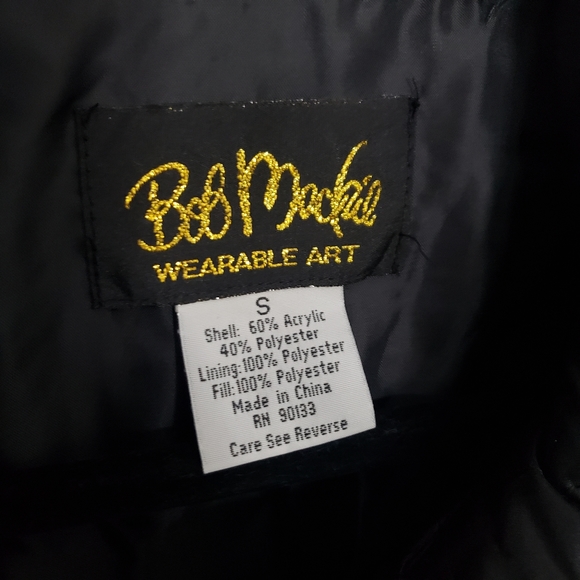 Bob Mackie
WEARABLE ART
S
Shell: 60% Acrylic
40% Polyester
Lining:100% Polyester
Fill:100% Polyester
Made in China
RN 90133
Care See Reverse